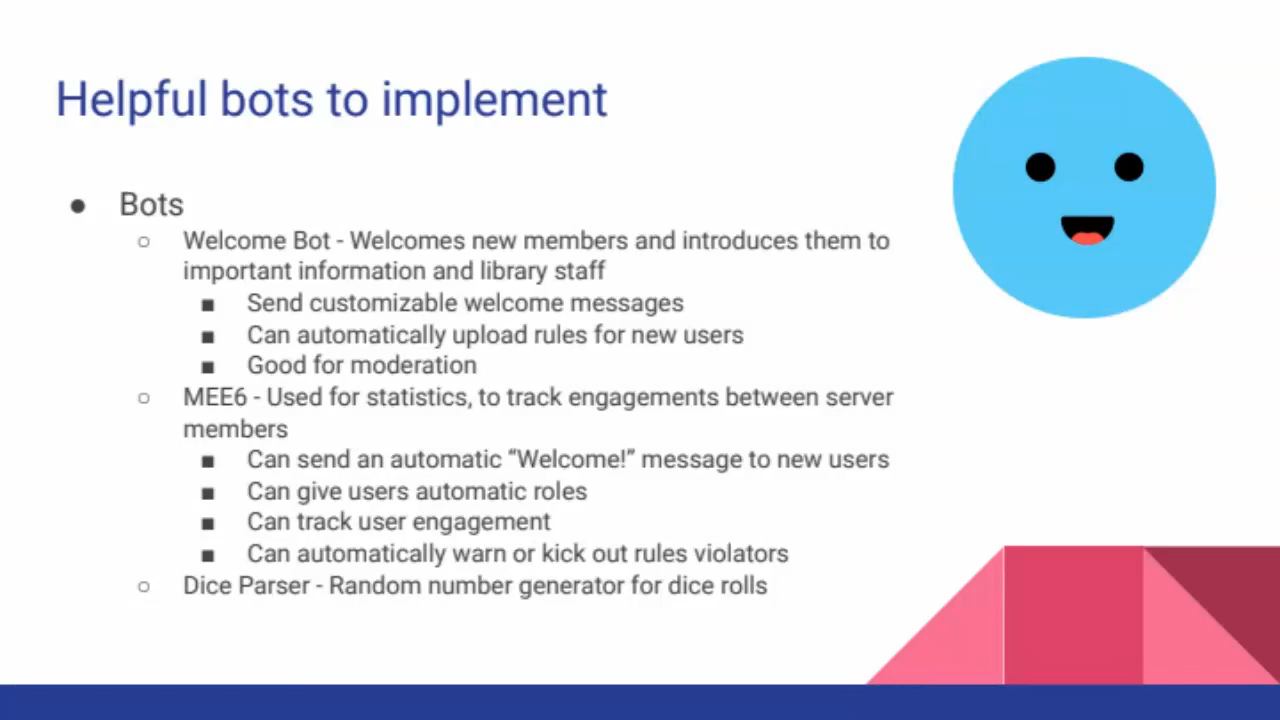 Helpful bots to implement
● Bots
○ Welcome Bot - Welcomes new members and introduces them to
important information and library staff
■ Send customizable welcome messages
■ Can automatically upload rules for new users
■ Good for moderation
○ MEE6 - Used for statistics, to track engagements between server
members
■ Can send an automatic “Welcome!” message to new users
■ Can give users automatic roles
■ Can track user engagement
■ Can automatically warn or kick out rules violators
○ Dice Parser - Random number generator for dice rolls